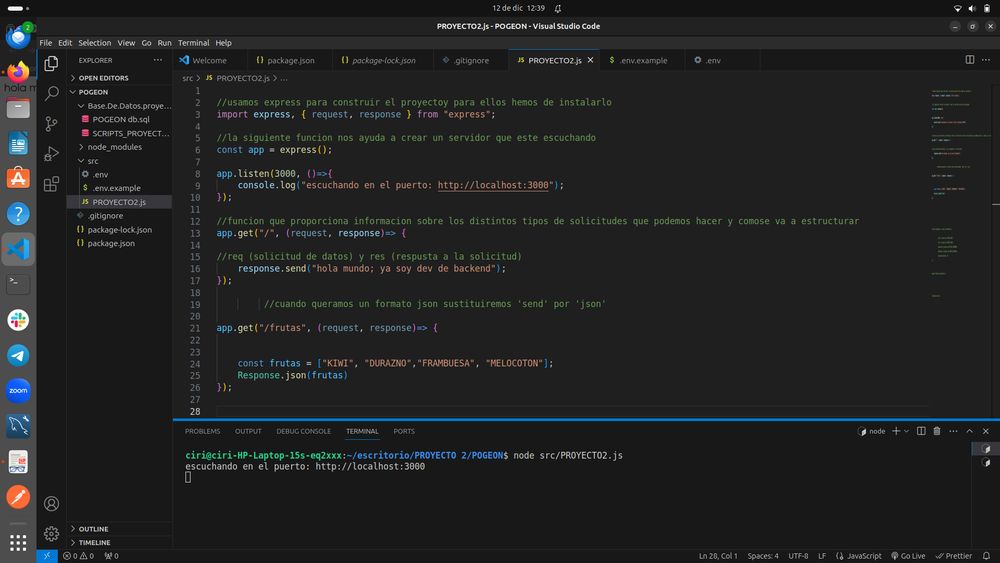 12 de dic 12:39
PROYECTO2.js - POGEON - Visual Studio Code
2
File Edit Selection View Go Run Terminal Help
hola m
EXPLORER
Welcome
package.json
package-lock.json
.gitignore
PROYECTO2.js
.env.example
.env
OPEN EDITORS
src > PROYECTO2.js > ...
POGEON
Base.De.Datos.proye...
POGEON db.sql
SCRIPTS_PROYECT...
node_modules
src
.env
.env.example
PROYECTO2.js
.gitignore
package-lock.json
package.json
1
2 //usamos express para construir el proyectoy para ellos hemos de instalarlo
3 import express, { request, response } from "express";
4
5 //la siguiente funcion nos ayuda a crear un servidor que este escuchando
6 const app = express();
7
8 app.listen(3000, ()=>{
9 console.log("escuchando en el puerto: http://localhost:3000");
10 });
11
12 //funcion que proporciona informacion sobre los distintos tipos de solicitudes que podemos hacer y comose va a estructurar
13 app.get("/", (request, response)=> {
14
15 //req (solicitud de datos) y res (respusta a la solicitud)
16 response.send("hola mundo; ya soy dev de backend");
17 });
18
19 //cuando queramos un formato json sustituiremos 'send' por 'json'
20
21 app.get("/frutas", (request, response)=> {
22
23
24 const frutas = ["KIWI", "DURAZNO","FRAMBUESA", "MELOCOTON"];
25 Response.json(frutas)
26 });
27
28
PROBLEMS OUTPUT DEBUG CONSOLE TERMINAL PORTS
node
ciri@ciri-HP-Laptop-15s-eq2xxx:~/escritorio/PROYECTO 2/POGEON$ node src/PROYECTO2.js
escuchando en el puerto: http://localhost:3000
zoom
OUTLINE
TIMELINE
0 0 0
Ln 28, Col 1 Spaces: 4 UTF-8 LF {} JavaScript Go Live Prettier